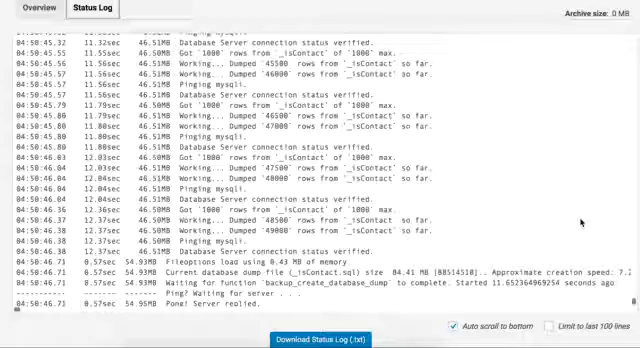 Overview Status Log
Archive size: 0 MB
04:50:45.32 11.32sec 46.51MB Database Server connection status verified.
04:50:45.55 11.55sec 46.50MB Got `1000` rows from `_isContact` of `1000` max.
04:50:45.57 11.56sec 46.50MB Working... Dumped `45500` rows from `_isContact` so far.
04:50:45.57 11.56sec 46.51MB Working... Dumped `46000` rows from `_isContact` so far.
04:50:45.57 11.56sec 46.51MB Pinging mysqli.
04:50:45.57 11.56sec 46.51MB Database Server connection status verified.
04:50:45.79 11.79sec 46.50MB Got `1000` rows from `_isContact` of `1000` max.
04:50:45.80 11.79sec 46.50MB Working... Dumped `46500` rows from `_isContact` so far.
04:50:45.80 11.80sec 46.51MB Working... Dumped `47000` rows from `_isContact` so far.
04:50:45.80 11.80sec 46.51MB Pinging mysqli.
04:50:45.80 11.80sec 46.51MB Database Server connection status verified.
04:50:46.03 12.03sec 46.50MB Got `1000` rows from `_isContact` of `1000` max.
04:50:46.04 12.03sec 46.50MB Working... Dumped `47500` rows from `_isContact` so far.
04:50:46.04 12.04sec 46.51MB Working... Dumped `48000` rows from `_isContact` so far.
04:50:46.04 12.04sec 46.51MB Pinging mysqli.
04:50:46.04 12.04sec 46.51MB Database Server connection status verified.
04:50:46.36 12.36sec 46.50MB Got `1000` rows from `_isContact` of `1000` max.
04:50:46.37 12.37sec 46.50MB Working... Dumped `48500` rows from `_isContact` so far.
04:50:46.38 12.37sec 46.51MB Working... Dumped `49000` rows from `_isContact` so far.
04:50:46.38 12.37sec 46.51MB Pinging mysqli.
04:50:46.38 12.37sec 46.51MB Database Server connection status verified.
04:50:46.71 0.57sec 54.93MB Fileoptions load using 0.43 MB of memory
04:50:46.71 0.57sec 54.93MB Current database dump file (_isContact.sql) size 84.41 MB [88514510].. Approximate creation speed: 7.2
04:50:46.71 0.57sec 54.93MB Waiting for function `backup_create_database_dump` to complete. Started 11.652364969254 seconds ago
----------- ------- ------- Ping? Waiting for server . . .
04:50:46.71 0.57sec 54.95MB Pong! Server replied.
Auto scroll to bottom Limit to last 100 lines
Download Status Log (.txt)